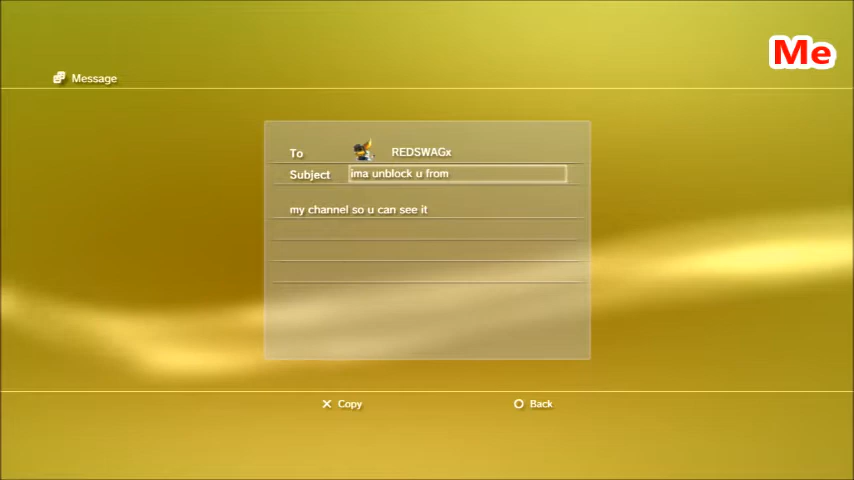 Me
Message
To REDSWAGx
Subject ima unblock u from
my channel so u can see it
Copy Back